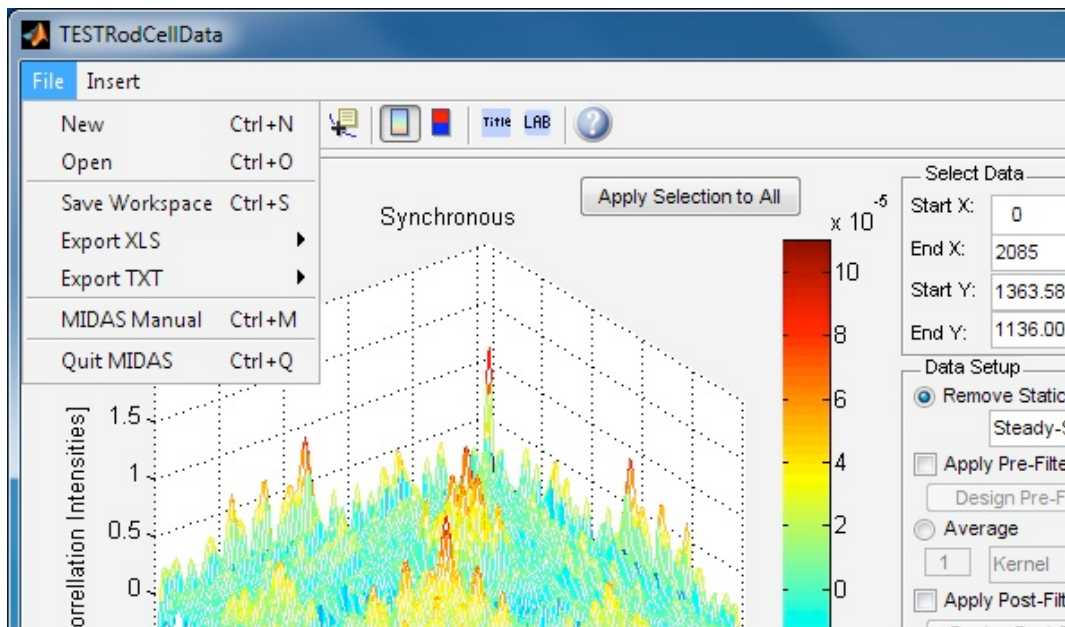 TESTRodCellData
File Insert
New Ctrl+N
Open Ctrl+O
Save Workspace Ctrl+S
Export XLS
Export TXT
MIDAS Manual Ctrl+M
Quit MIDAS Ctrl+Q
Title LAB ?
Apply Selection to All
Synchronous
x 10-5
10
8
6
4
2
0
1.5
1
0.5
0
orrellation Intensities]
Select Data
Start X: 0
End X: 2085
Start Y: 1363.58
End Y: 1136.00
Data Setup
Remove Static
Steady-S
Apply Pre-Filte
Design Pre-F
Average
1 Kernel
Apply Post-Filt